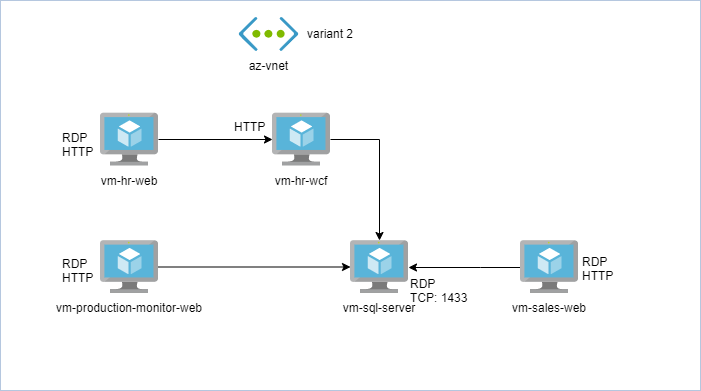 variant 2
az-vnet
RDP
HTTP
HTTP
vm-hr-web
vm-hr-wcf
RDP
HTTP
RDP
TCP: 1433
RDP
HTTP
vm-production-monitor-web
vm-sql-server
vm-sales-web